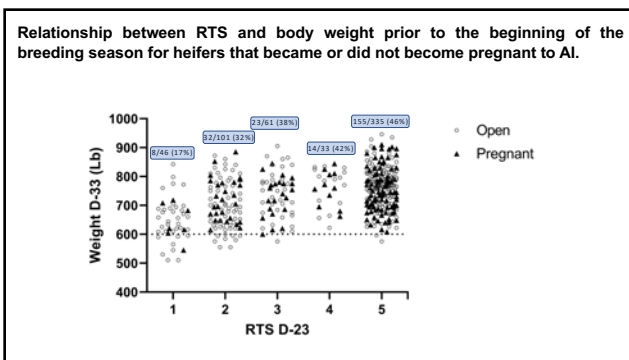 Relationship between RTS and body weight prior to the beginning of the
breeding season for heifers that became or did not become pregnant to AI.
8/46 (17%)
32/101 (32%)
23/61 (38%)
14/33 (42%)
155/335 (46%)
Open
Pregnant
Weight D-33 (Lb)
1000
900
800
700
600
500
400
1 2 3 4 5
RTS D-23